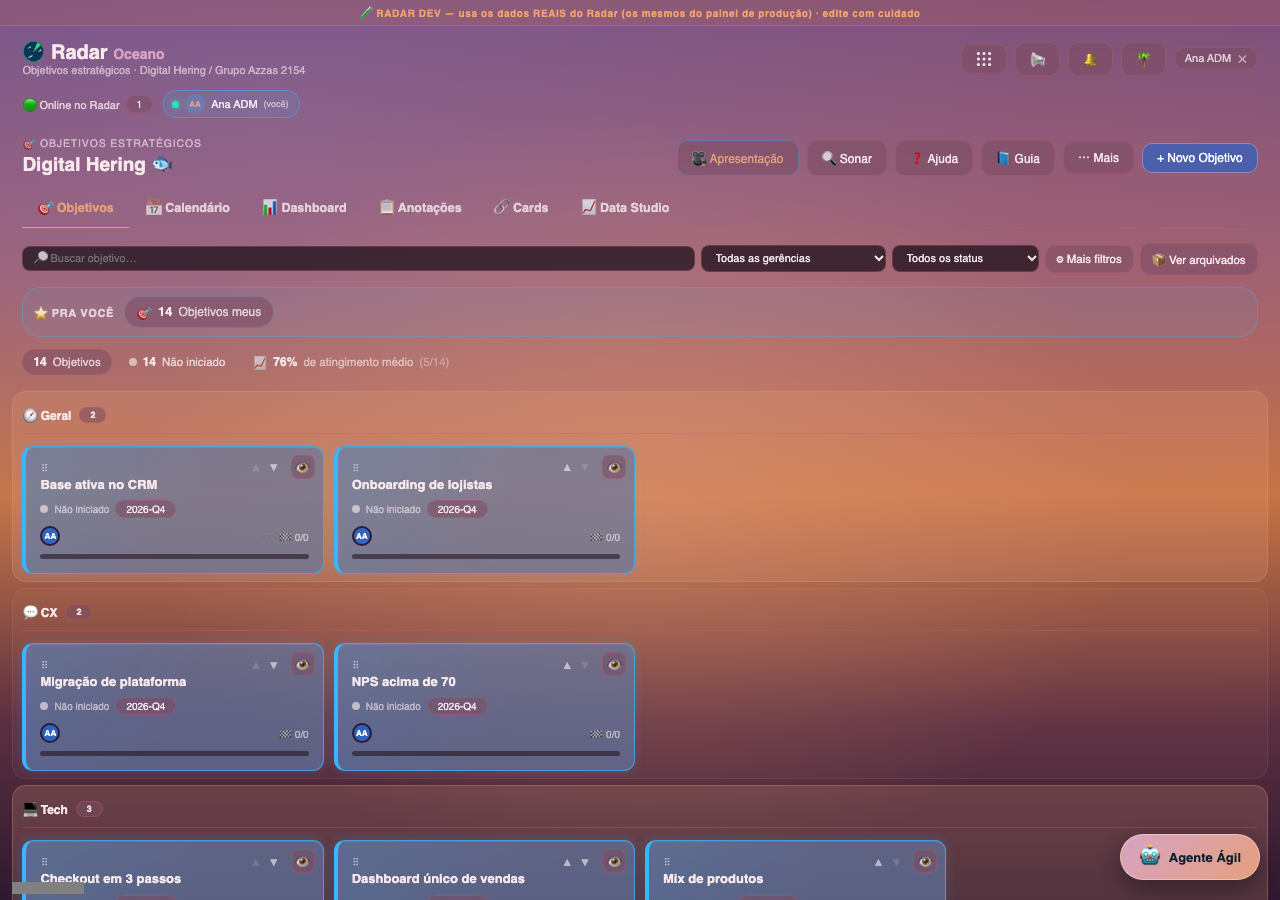 RADAR DEV — usa os dados REAIS do Radar (os mesmos do painel de produção) · edite com cuidado
Radar Oceano
Objetivos estratégicos · Digital Hering / Grupo Azzas 2154
Ana ADM ✕
Online no Radar 1 AA Ana ADM (você)
OBJETIVOS ESTRATÉGICOS
Digital Hering
Apresentação Sonar Ajuda Guia ··· Mais + Novo Objetivo
Objetivos Calendário Dashboard Anotações Cards Data Studio
Buscar objetivo… Todas as gerências Todos os status Mais filtros Ver arquivados
PRA VOCÊ 14 Objetivos meus
14 Objetivos 14 Não iniciado 76% de atingimento médio (5/14)
Geral 2
Base ativa no CRM Onboarding de lojistas
Não iniciado 2026-Q4 Não iniciado 2026-Q4
AA 0/0 AA 0/0
CX 2
Migração de plataforma NPS acima de 70
Não iniciado 2026-Q4 Não iniciado 2026-Q4
AA 0/0 AA 0/0
Tech 3
Checkout em 3 passos Dashboard único de vendas Mix de produtos
Agente Ágil